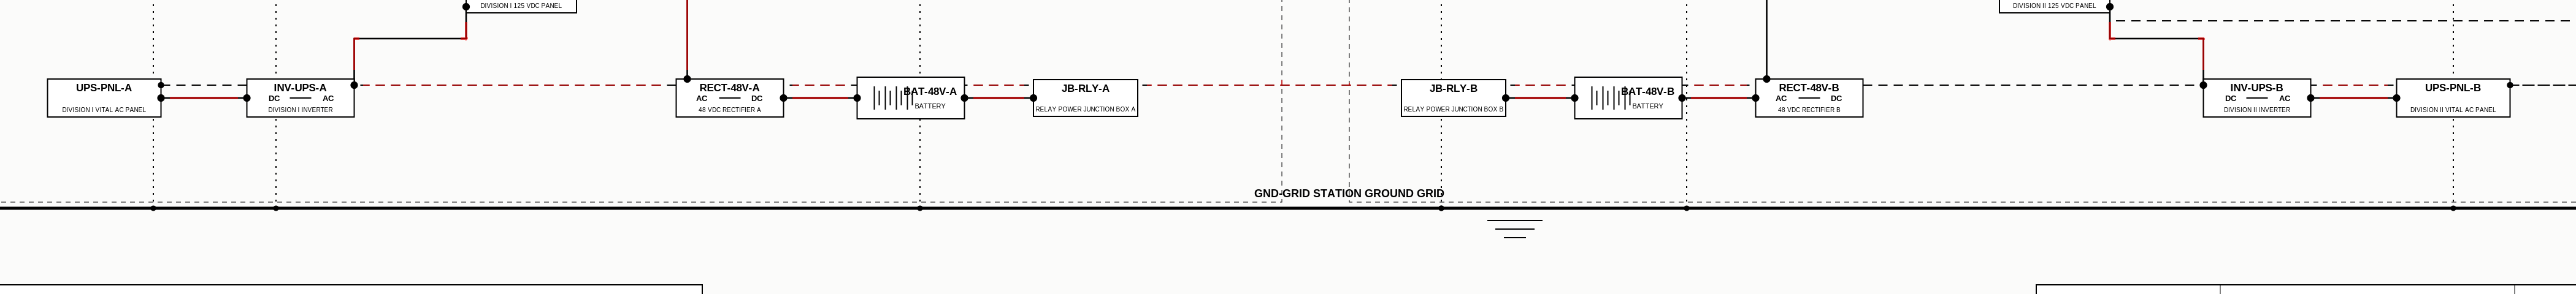 DIVISION I 125 VDC PANEL
DIVISION II 125 VDC PANEL
UPS-PNL-A
DIVISION I VITAL AC PANEL
INV-UPS-A
DC AC
DIVISION I INVERTER
RECT-48V-A
AC DC
48 VDC RECTIFIER A
BAT-48V-A
BATTERY
JB-RLY-A
RELAY POWER JUNCTION BOX A
JB-RLY-B
RELAY POWER JUNCTION BOX B
BAT-48V-B
BATTERY
RECT-48V-B
AC DC
48 VDC RECTIFIER B
INV-UPS-B
DC AC
DIVISION II INVERTER
UPS-PNL-B
DIVISION II VITAL AC PANEL
GND-GRID STATION GROUND GRID